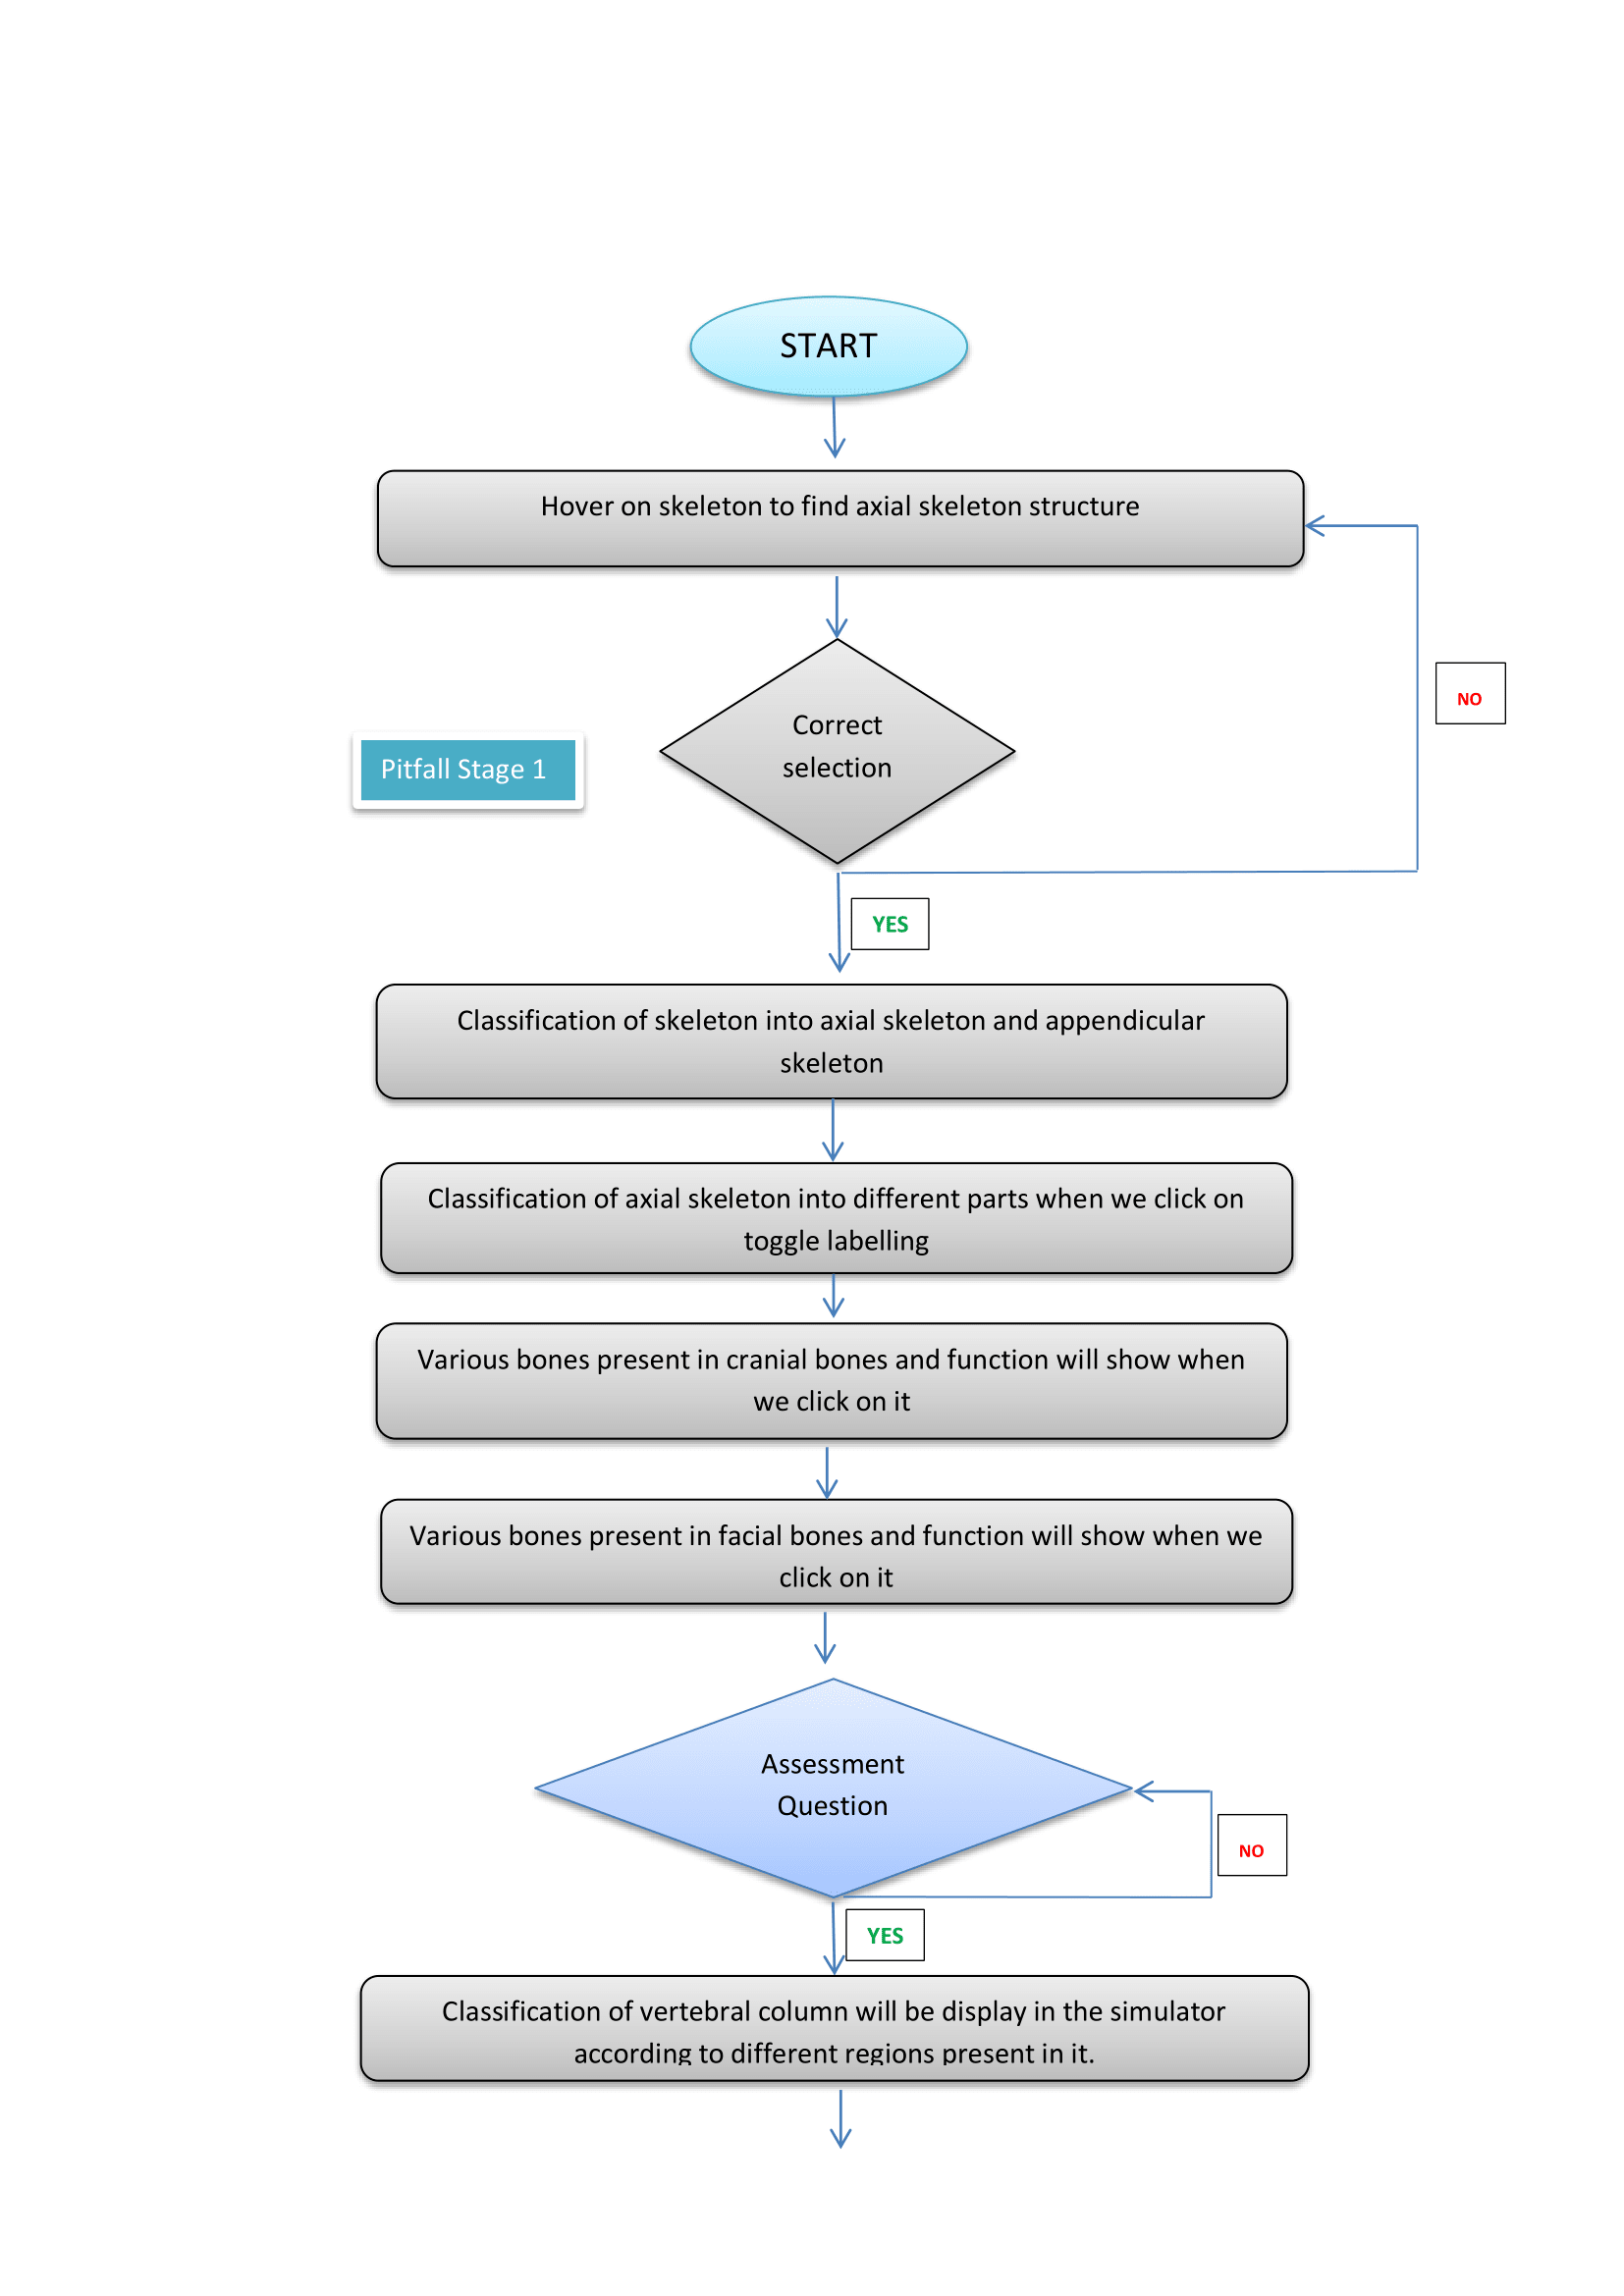 START
Hover on skeleton to find axial skeleton structure
NO
Correct
selection
Pitfall Stage 1
YES
Classification of skeleton into axial skeleton and appendicular
skeleton
Classification of axial skeleton into different parts when we click on
toggle labelling
Various bones present in cranial bones and function will show when
we click on it
Various bones present in facial bones and function will show when we
click on it
Assessment
Question
NO
YES
Classification of vertebral column will be display in the simulator
according to different regions present in it.